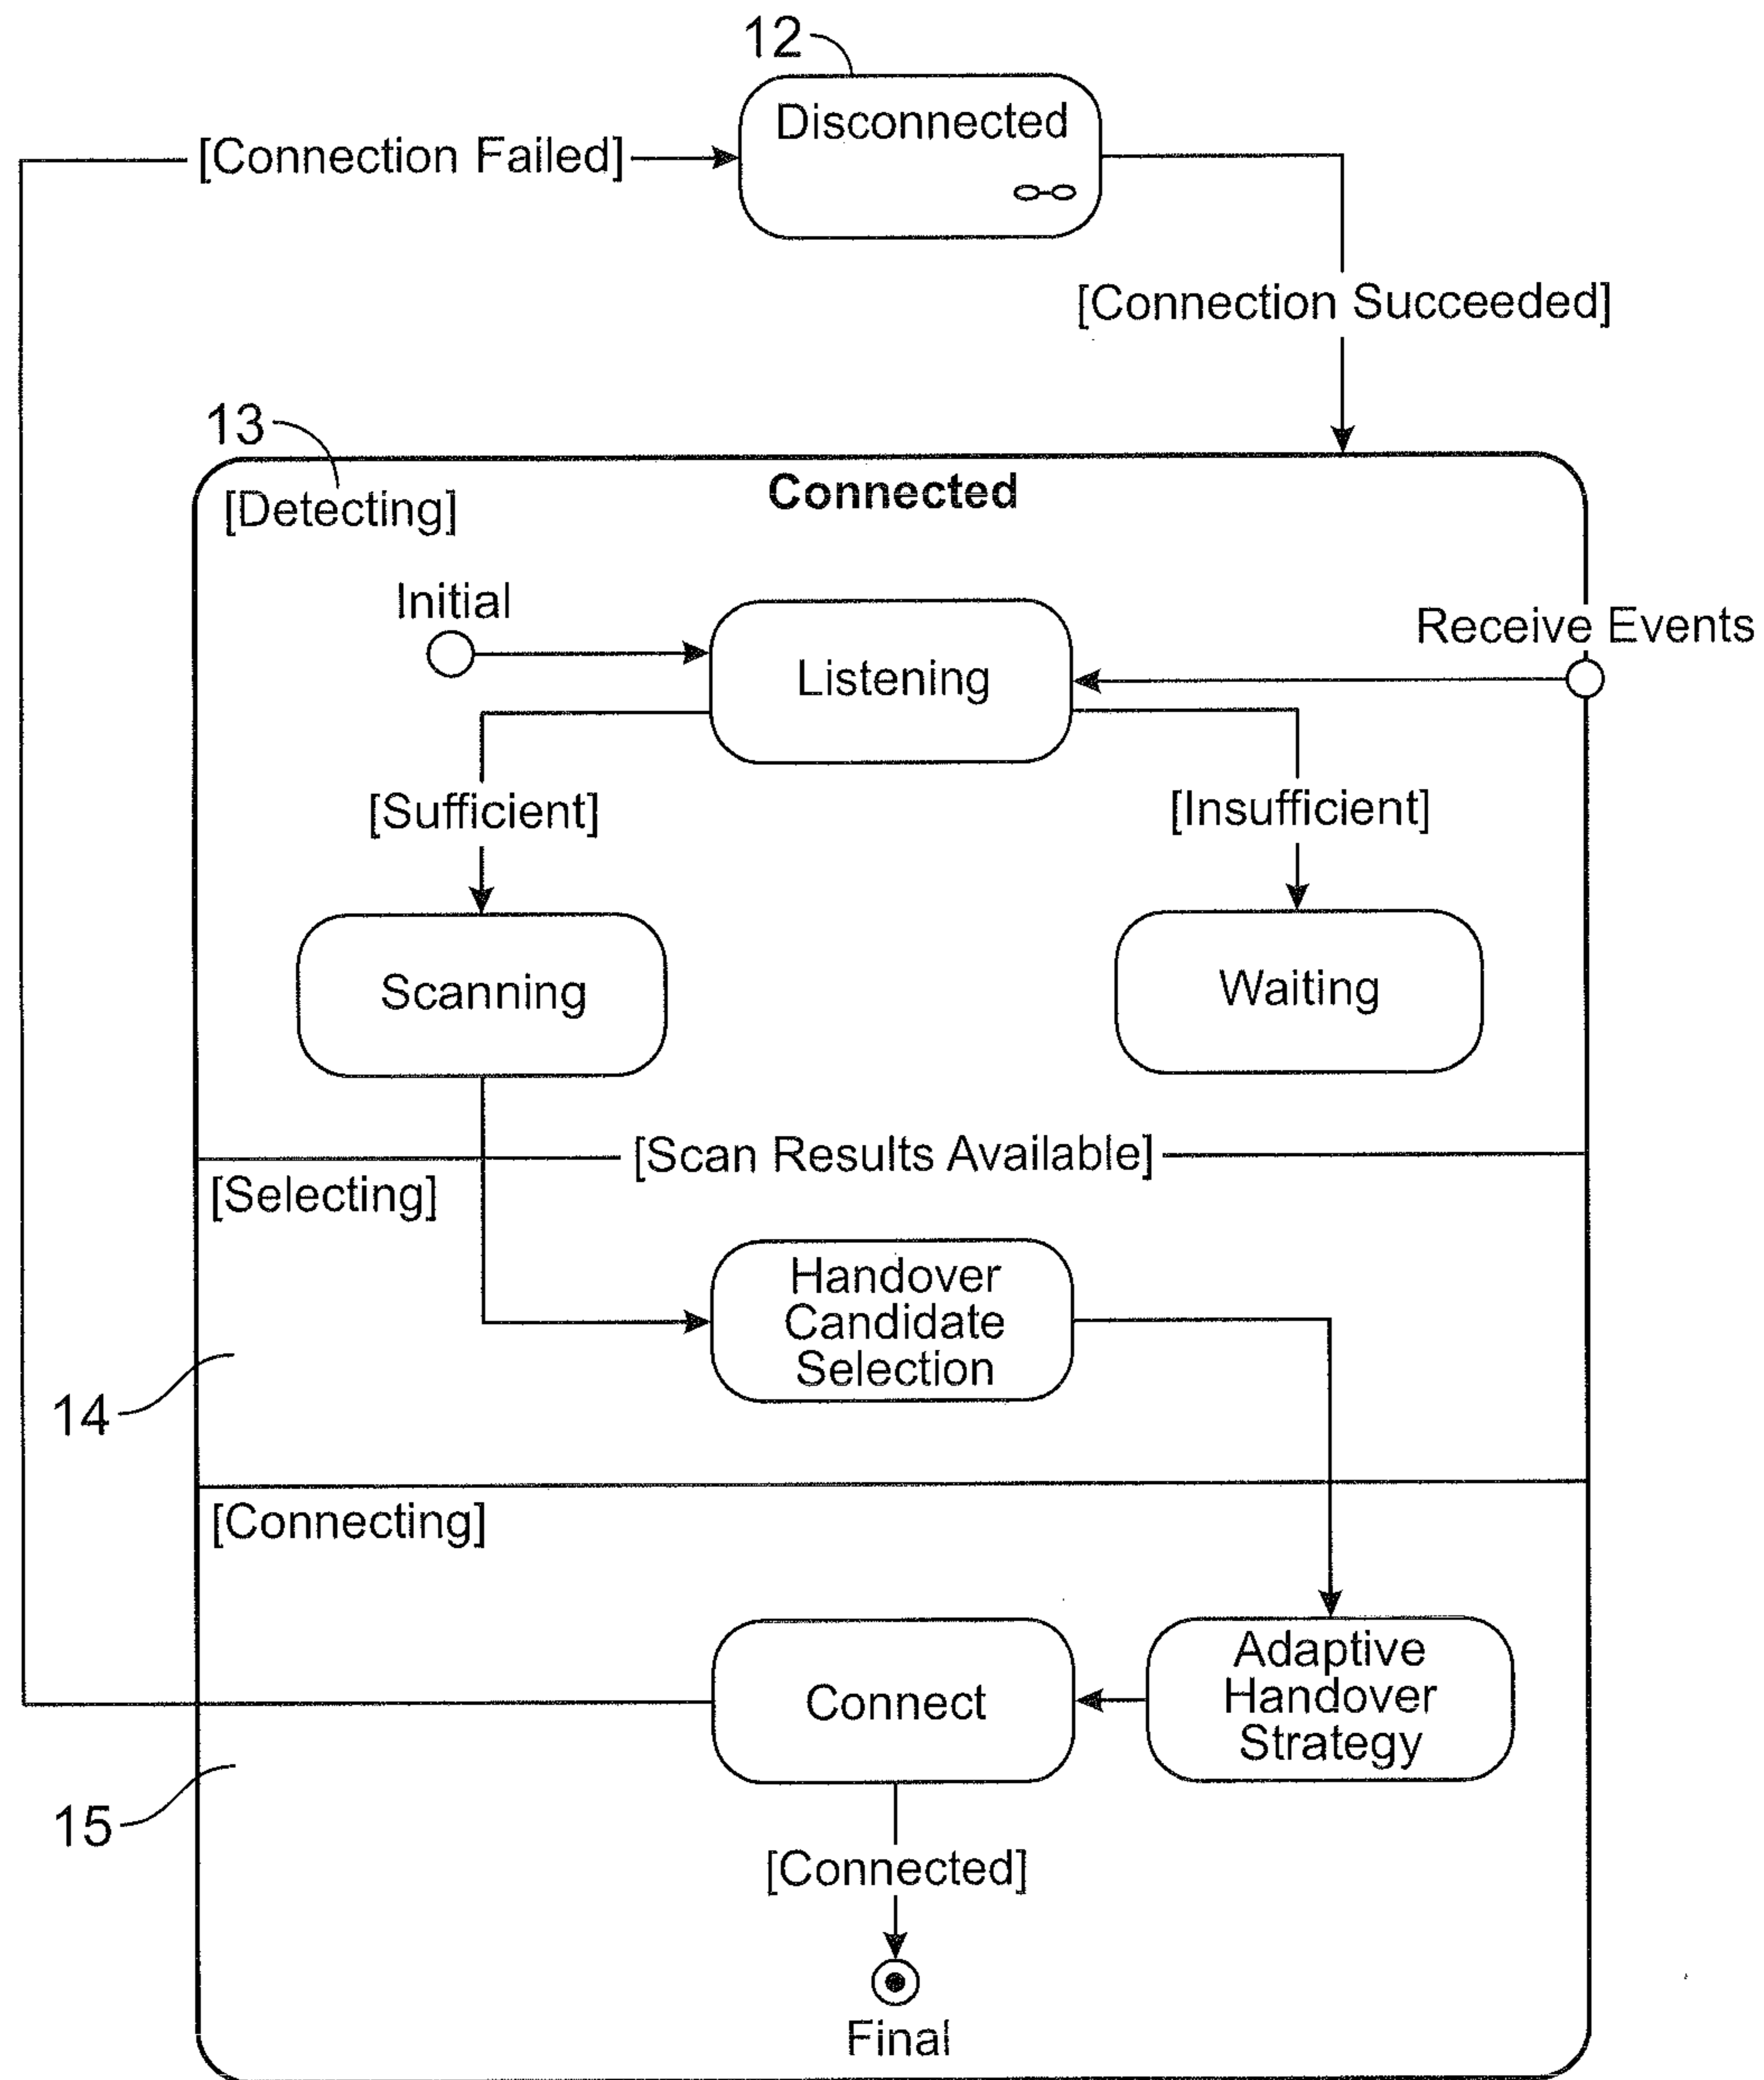 12
Disconnected
[Connection Failed]
[Connection Succeeded]
13
[Detecting]
Connected
Initial
Receive Events
Listening
[Sufficient]
[Insufficient]
Scanning
Waiting
[Scan Results Available]
[Selecting]
Handover
Candidate
Selection
14
[Connecting]
Adaptive
Handover
Strategy
Connect
15
[Connected]
Final